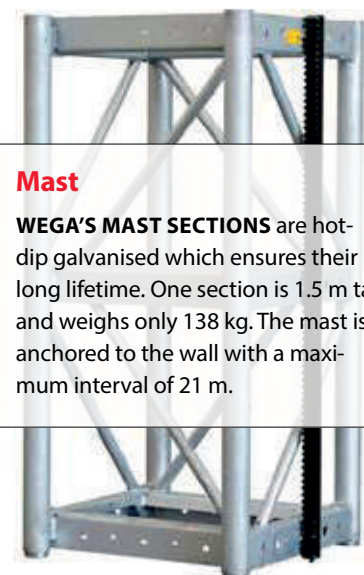 Mast
WEGA'S MAST SECTIONS are hot-
dip galvanised which ensures their
long lifetime. One section is 1.5 m ta
and weighs only 138 kg. The mast is
anchored to the wall with a maxi-
mum interval of 21 m.